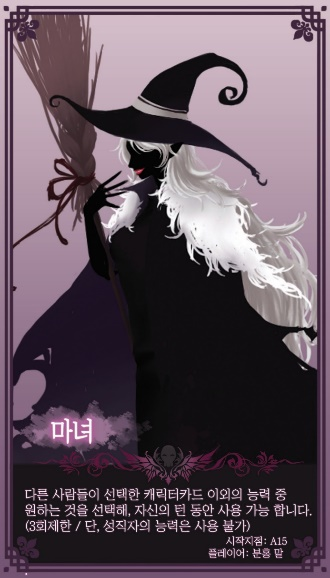 마녀
다른 사람들이 선택한 캐릭터카드 이외의 능력 중
원하는 것을 선택해, 자신의 턴 동안 사용 가능 합니다.
(3회제한 / 단, 성직자의 능력은 사용 불가)
시작지점: A15
플레이어: 분홍 말